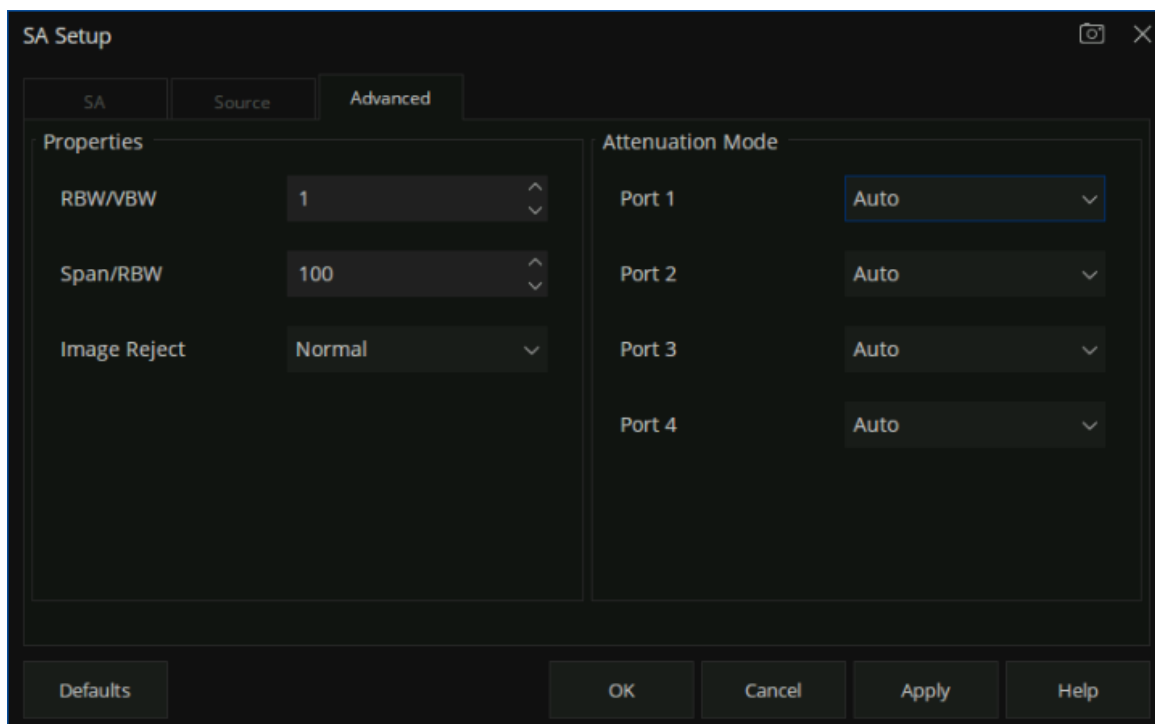 SA Setup
SA Source Advanced
Properties
RBW/VBW 1
Span/RBW 100
Image Reject Normal
Attenuation Mode
Port 1 Auto
Port 2 Auto
Port 3 Auto
Port 4 Auto
Defaults OK Cancel Apply Help